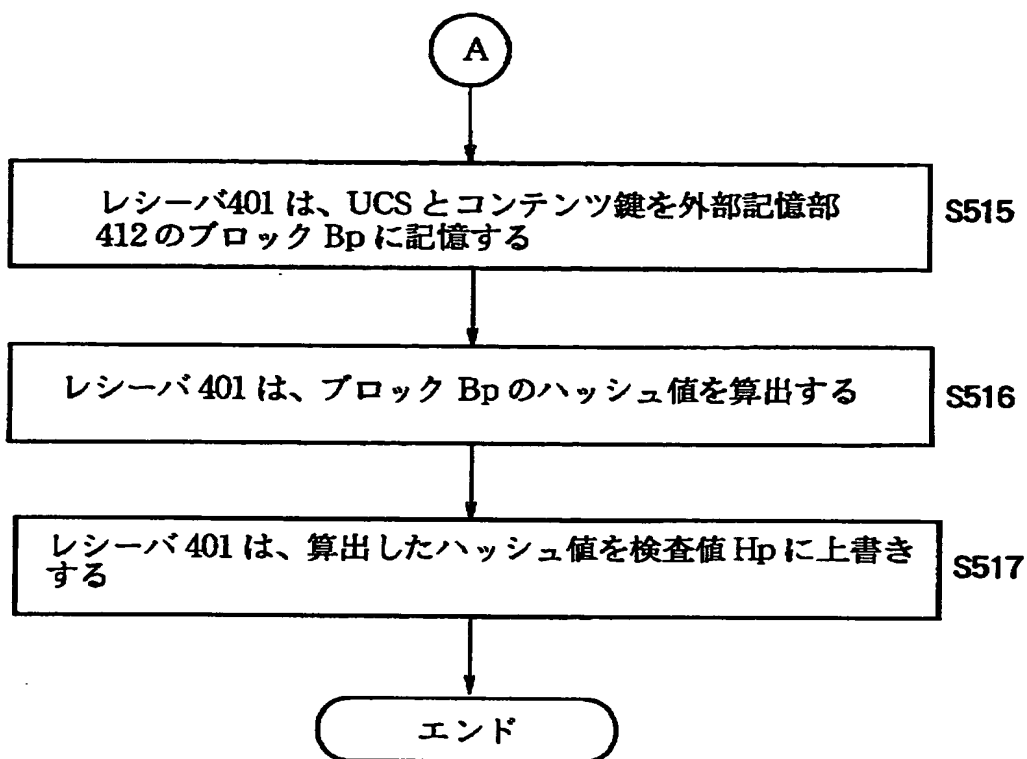 A
レシーバ401は、UCSとコンテンツ鍵を外部記憶部
412のブロック Bpに記憶する
S515
レシーバ 401は、ブロック Bpのハッシュ値を算出する
S516
レシーバ 401は、算出したハッシュ値を検査値 Hpに上書き
する
S517
エンド